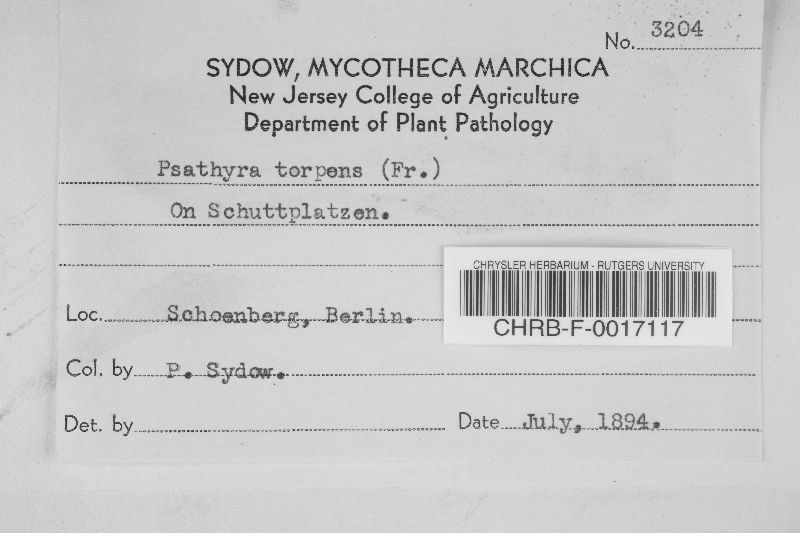 No. 3204
SYDOW, MYCOTHECA MARCHICA
New Jersey College of Agriculture
Department of Plant Pathology
Psathyra torpens (Fr.)
On Schuttplatzen.
CHRYSLER HERBARIUM - RUTGERS UNIVERSITY
CHRB-F-0017117
Loc. Schoenberg, Berlin.
Col. by P. Sydow.
Det. by
Date July, 1894.